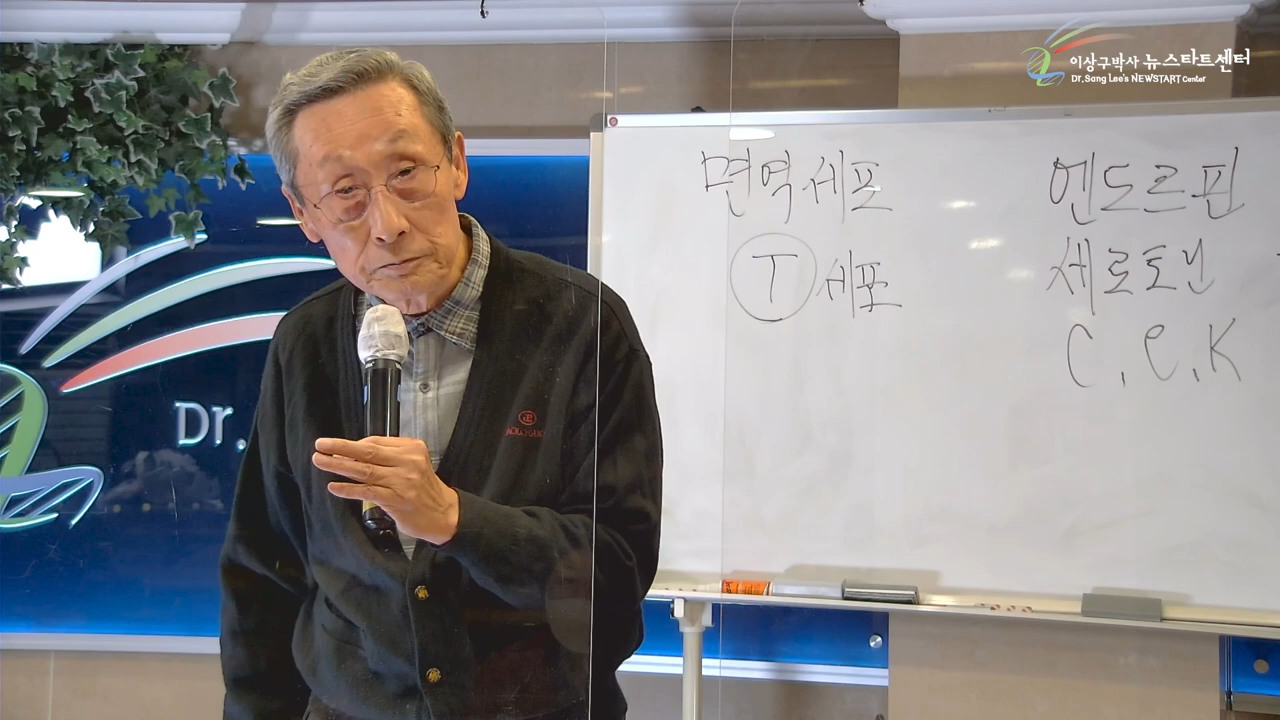 이상구박사 뉴스타트센터
Dr. Sang Lee's NEWSTART Center
면역세포
T 세포
엔도르핀
세로토닌
C, C, K
Dr.